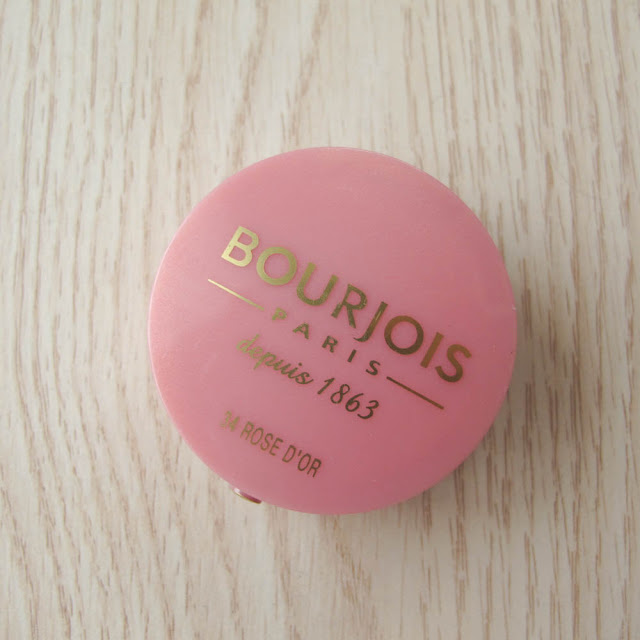 BOURJOIS
PARIS
depuis 1863
34 ROSE D'OR